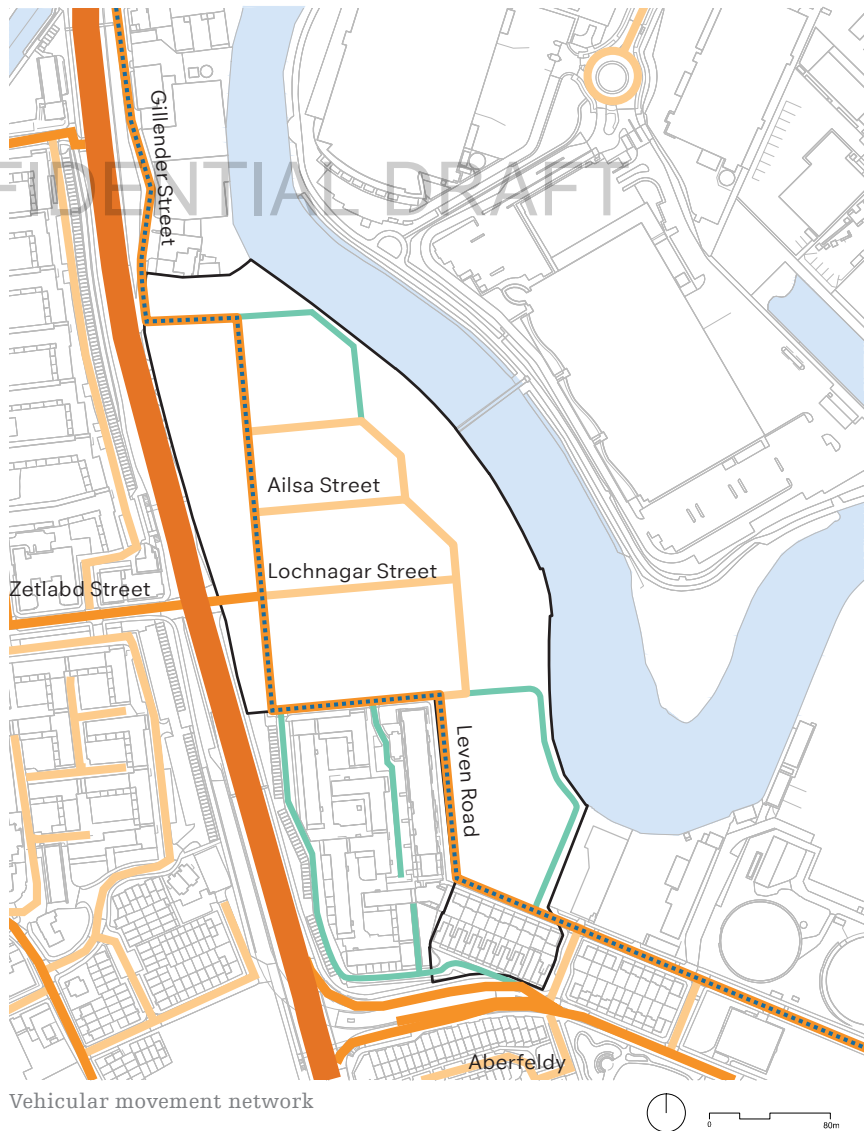 Gillender Street
FIDENTIAL DRAFT
Ailsa Street
Lochnagar Street
Zetlabd Street
Leven Road
Aberfeldy
Vehicular movement network
0 80m